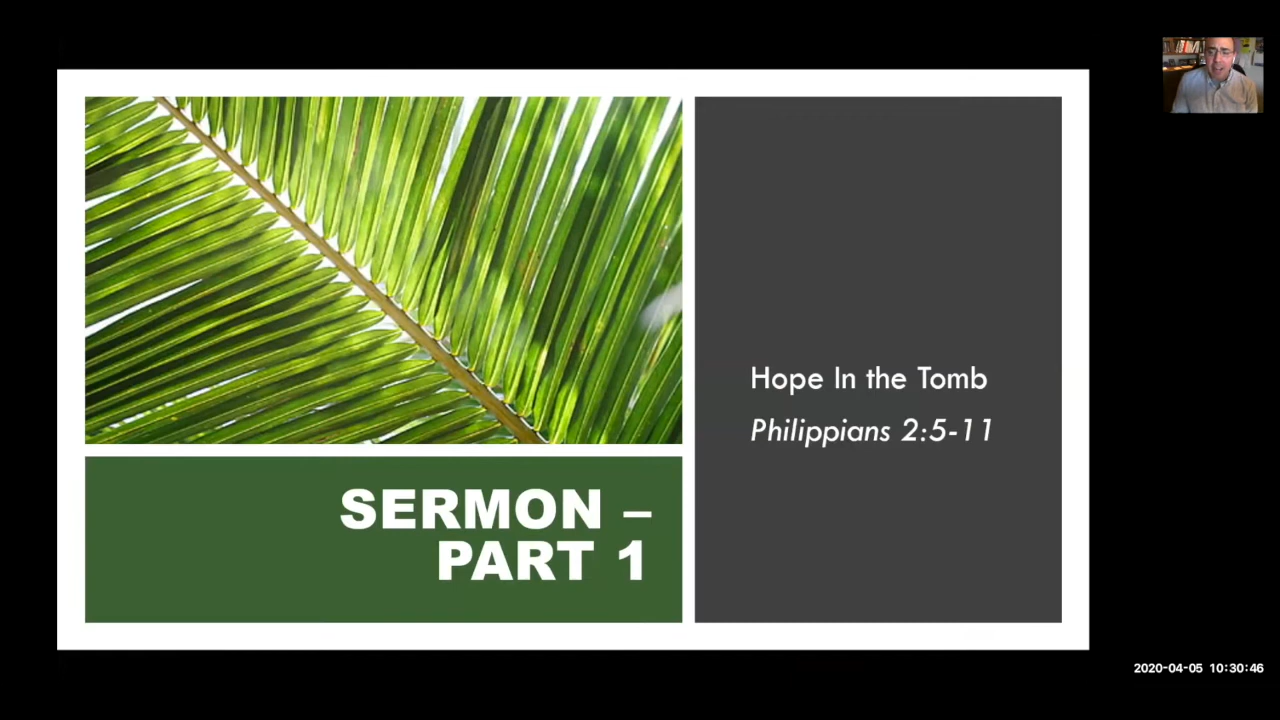 SERMON –
PART 1
Hope In the Tomb
Philippians 2:5-11
2020-04-05 10:30:46